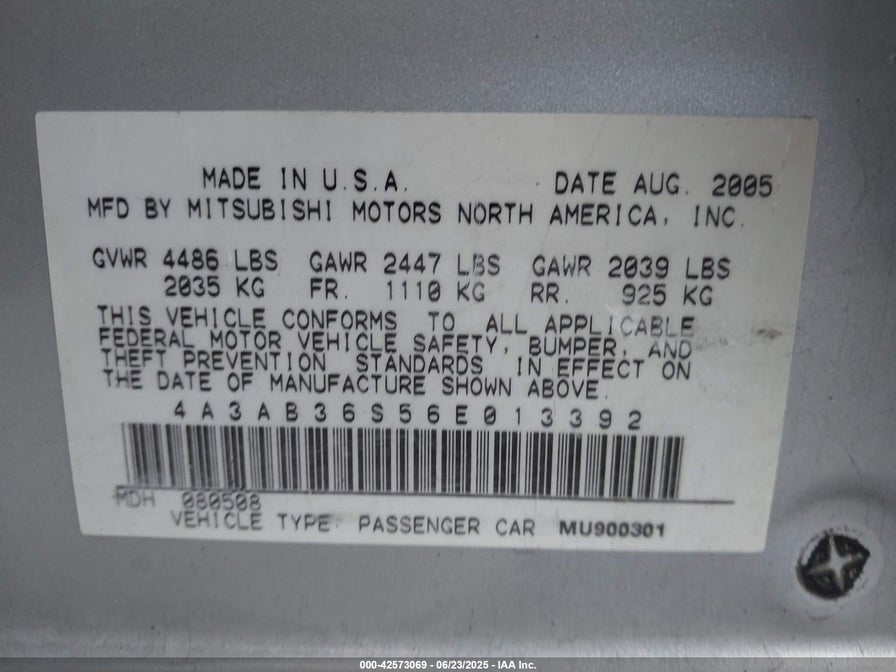 MADE IN U.S.A. DATE AUG. 2005
MFD BY MITSUBISHI MOTORS NORTH AMERICA, INC.
GVWR 4486 LBS GAWR 2447 LBS GAWR 2039 LBS
2035 KG FR. 1110 KG RR. 925 KG
THIS VEHICLE CONFORMS TO ALL APPLICABLE
FEDERAL MOTOR VEHICLE SAFETY, BUMPER, AND
THEFT PREVENTION STANDARDS IN EFFECT ON
THE DATE OF MANUFACTURE SHOWN ABOVE.
4A3AB36S56E013392
MDH 080508
VEHICLE TYPE: PASSENGER CAR MU900301
000-42573069 - 06/23/2025 - IAA Inc.